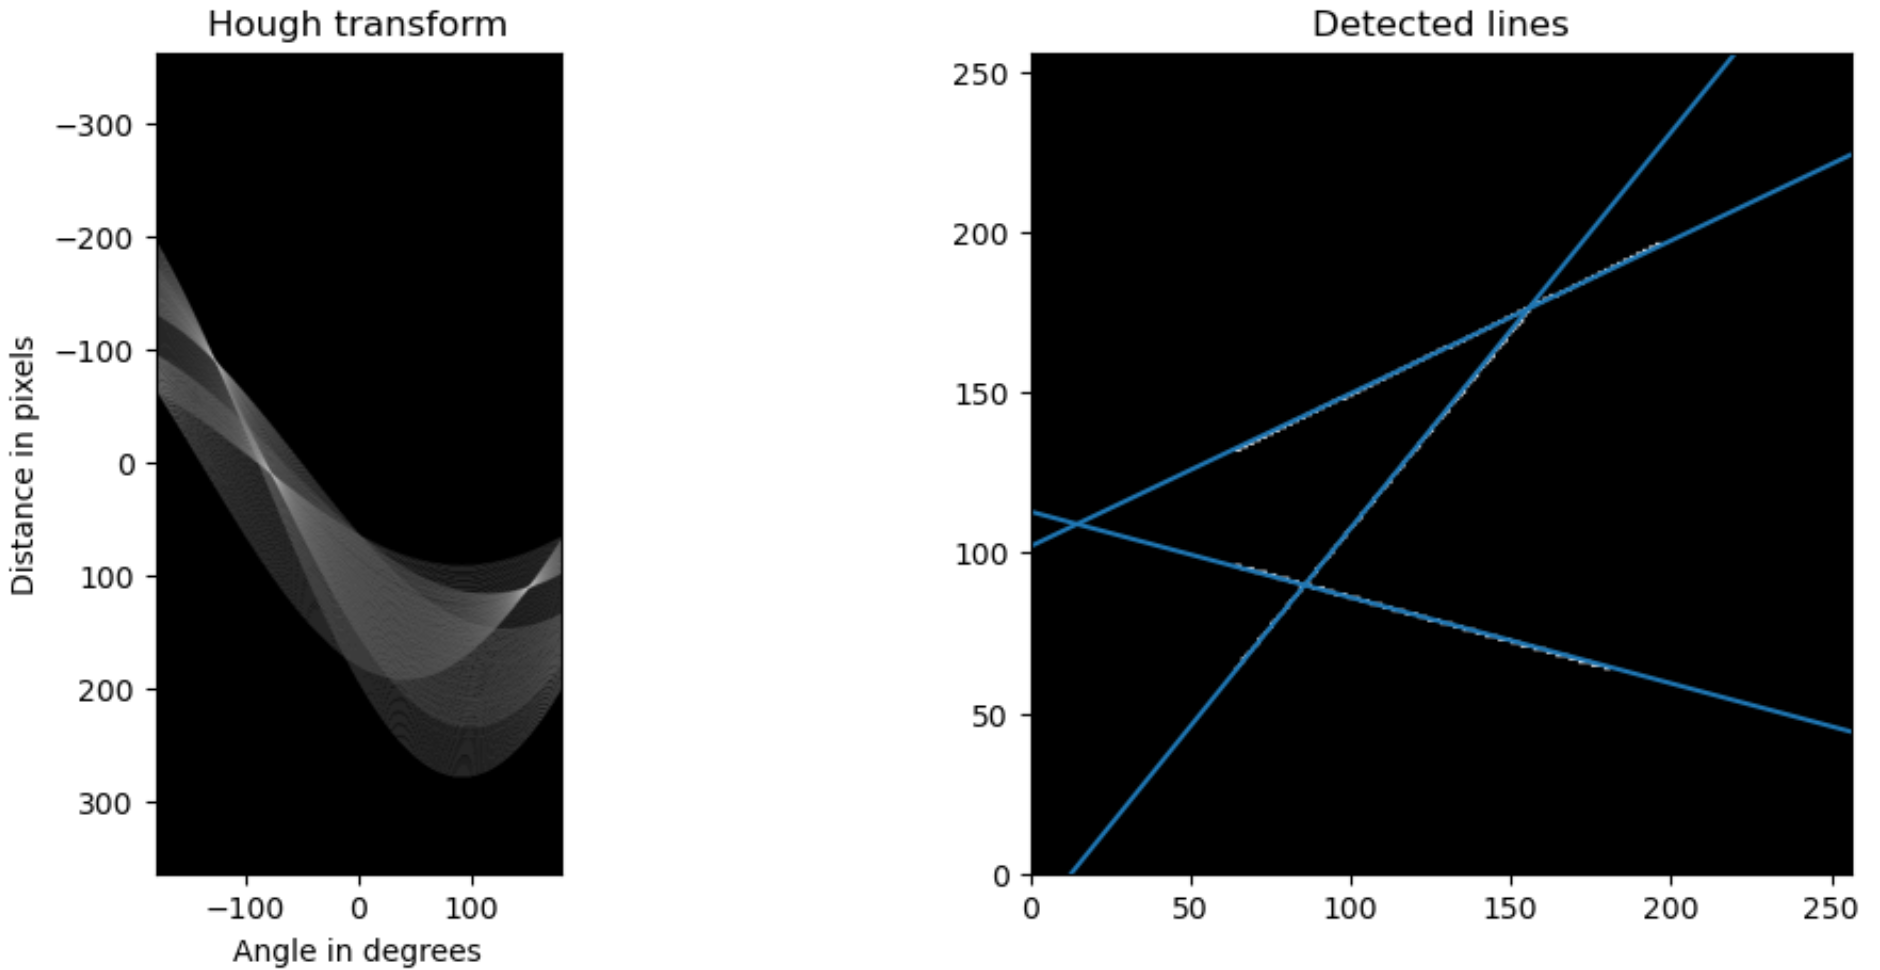 Hough transform
−300
−200
−100
0
100
200
300
Distance in pixels
−100 0 100
Angle in degrees
Detected lines
250
200
150
100
50
0
0 50 100 150 200 250